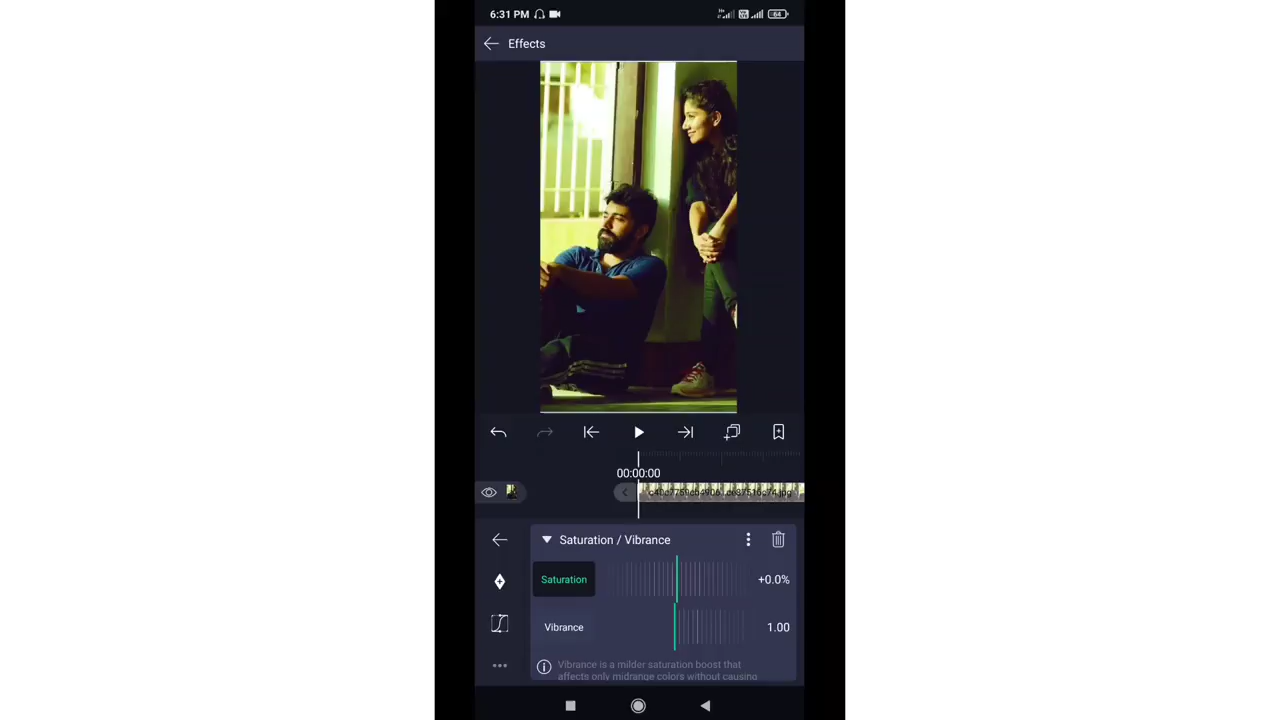 6:31 PM
64
Effects
00:00:00
Saturation / Vibrance
Saturation +0.0%
Vibrance 1.00
Vibrance is a milder saturation boost that
affects only midrange colors without causing